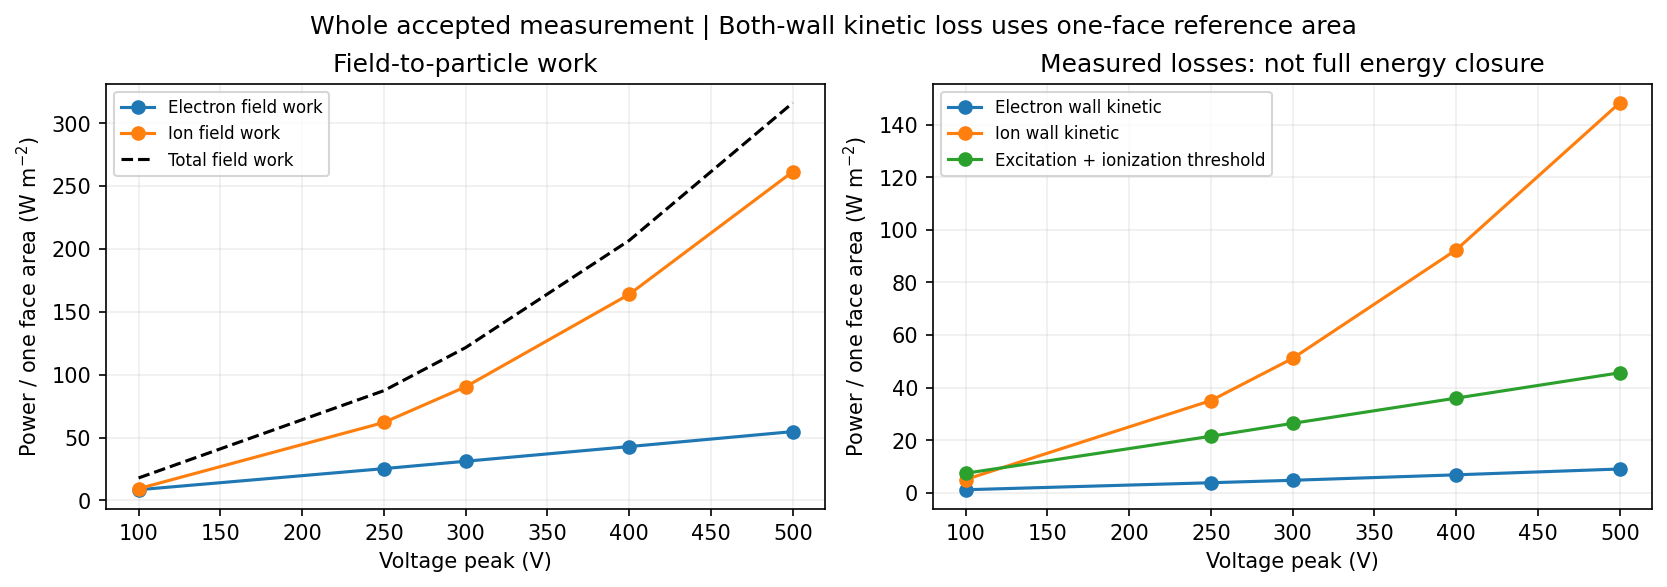 Whole accepted measurement | Both-wall kinetic loss uses one-face reference area
Field-to-particle work
Electron field work
Ion field work
Total field work
Power / one face area (W m⁻²)
300
250
200
150
100
50
0
100 150 200 250 300 350 400 450 500
Voltage peak (V)
Measured losses: not full energy closure
Electron wall kinetic
Ion wall kinetic
Excitation + ionization threshold
Power / one face area (W m⁻²)
140
120
100
80
60
40
20
0
100 150 200 250 300 350 400 450 500
Voltage peak (V)